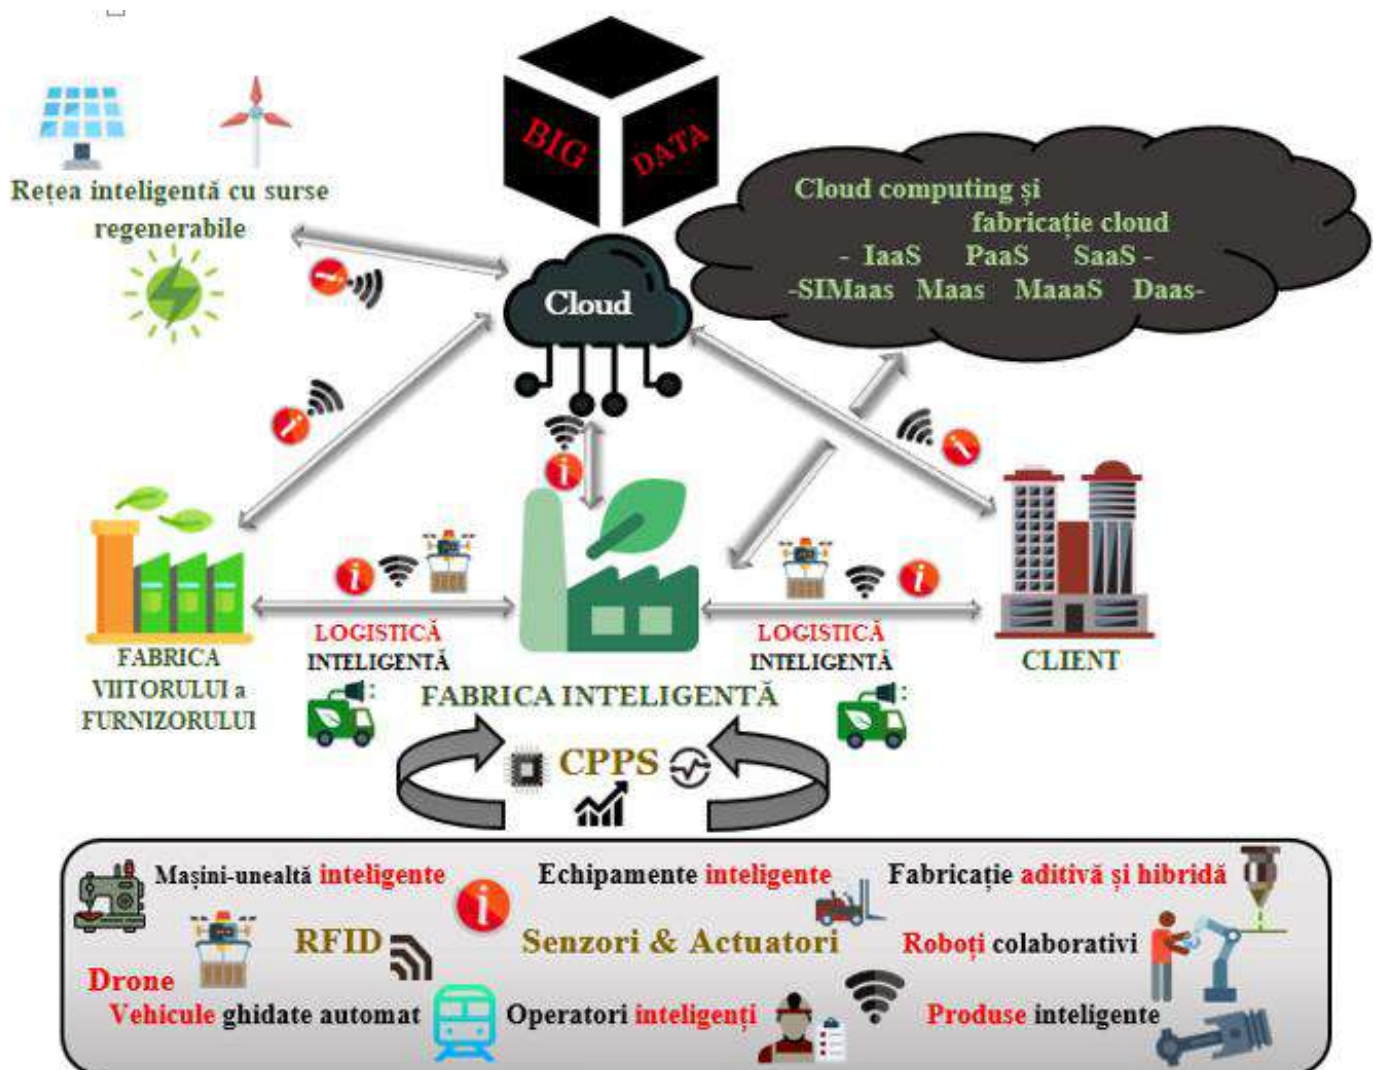 BIG
DATA
Rețea inteligentă cu surse
regenerabile
Cloud
Cloud computing și
fabricație cloud
- IaaS PaaS SaaS -
-SIMaas Maas MaaaS Daas-
i
i
i
i
i
i
LOGISTICĂ
INTELIGENTĂ
LOGISTICĂ
INTELIGENTĂ
FABRICA
VIITORULUI a
FURNIZORULUI
CLIENT
FABRICA INTELIGENTĂ
CPPS
Mașini-unealtă inteligente
Echipamente inteligente
Fabricație aditivă și hibridă
i
RFID
Senzori & Actuatori
Roboți colaborativi
Drone
Vehicule ghidate automat
Operatori inteligenți
Produse inteligente